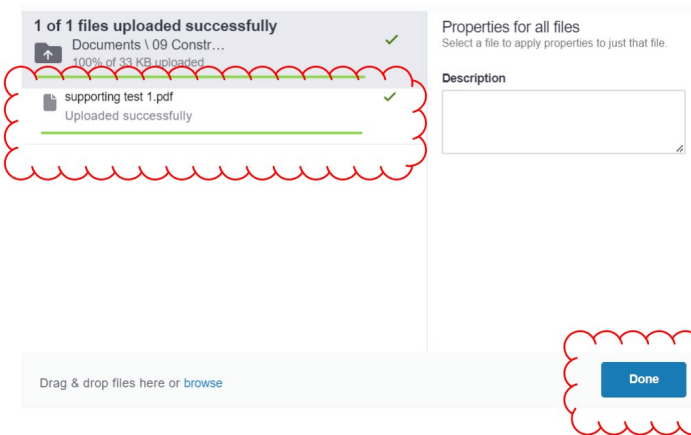 1 of 1 files uploaded successfully
Documents \ 09 Constr...
100% of 33 KB uploaded
supporting test 1.pdf
Uploaded successfully
Properties for all files
Select a file to apply properties to just that file.
Description
Drag & drop files here or browse
Done